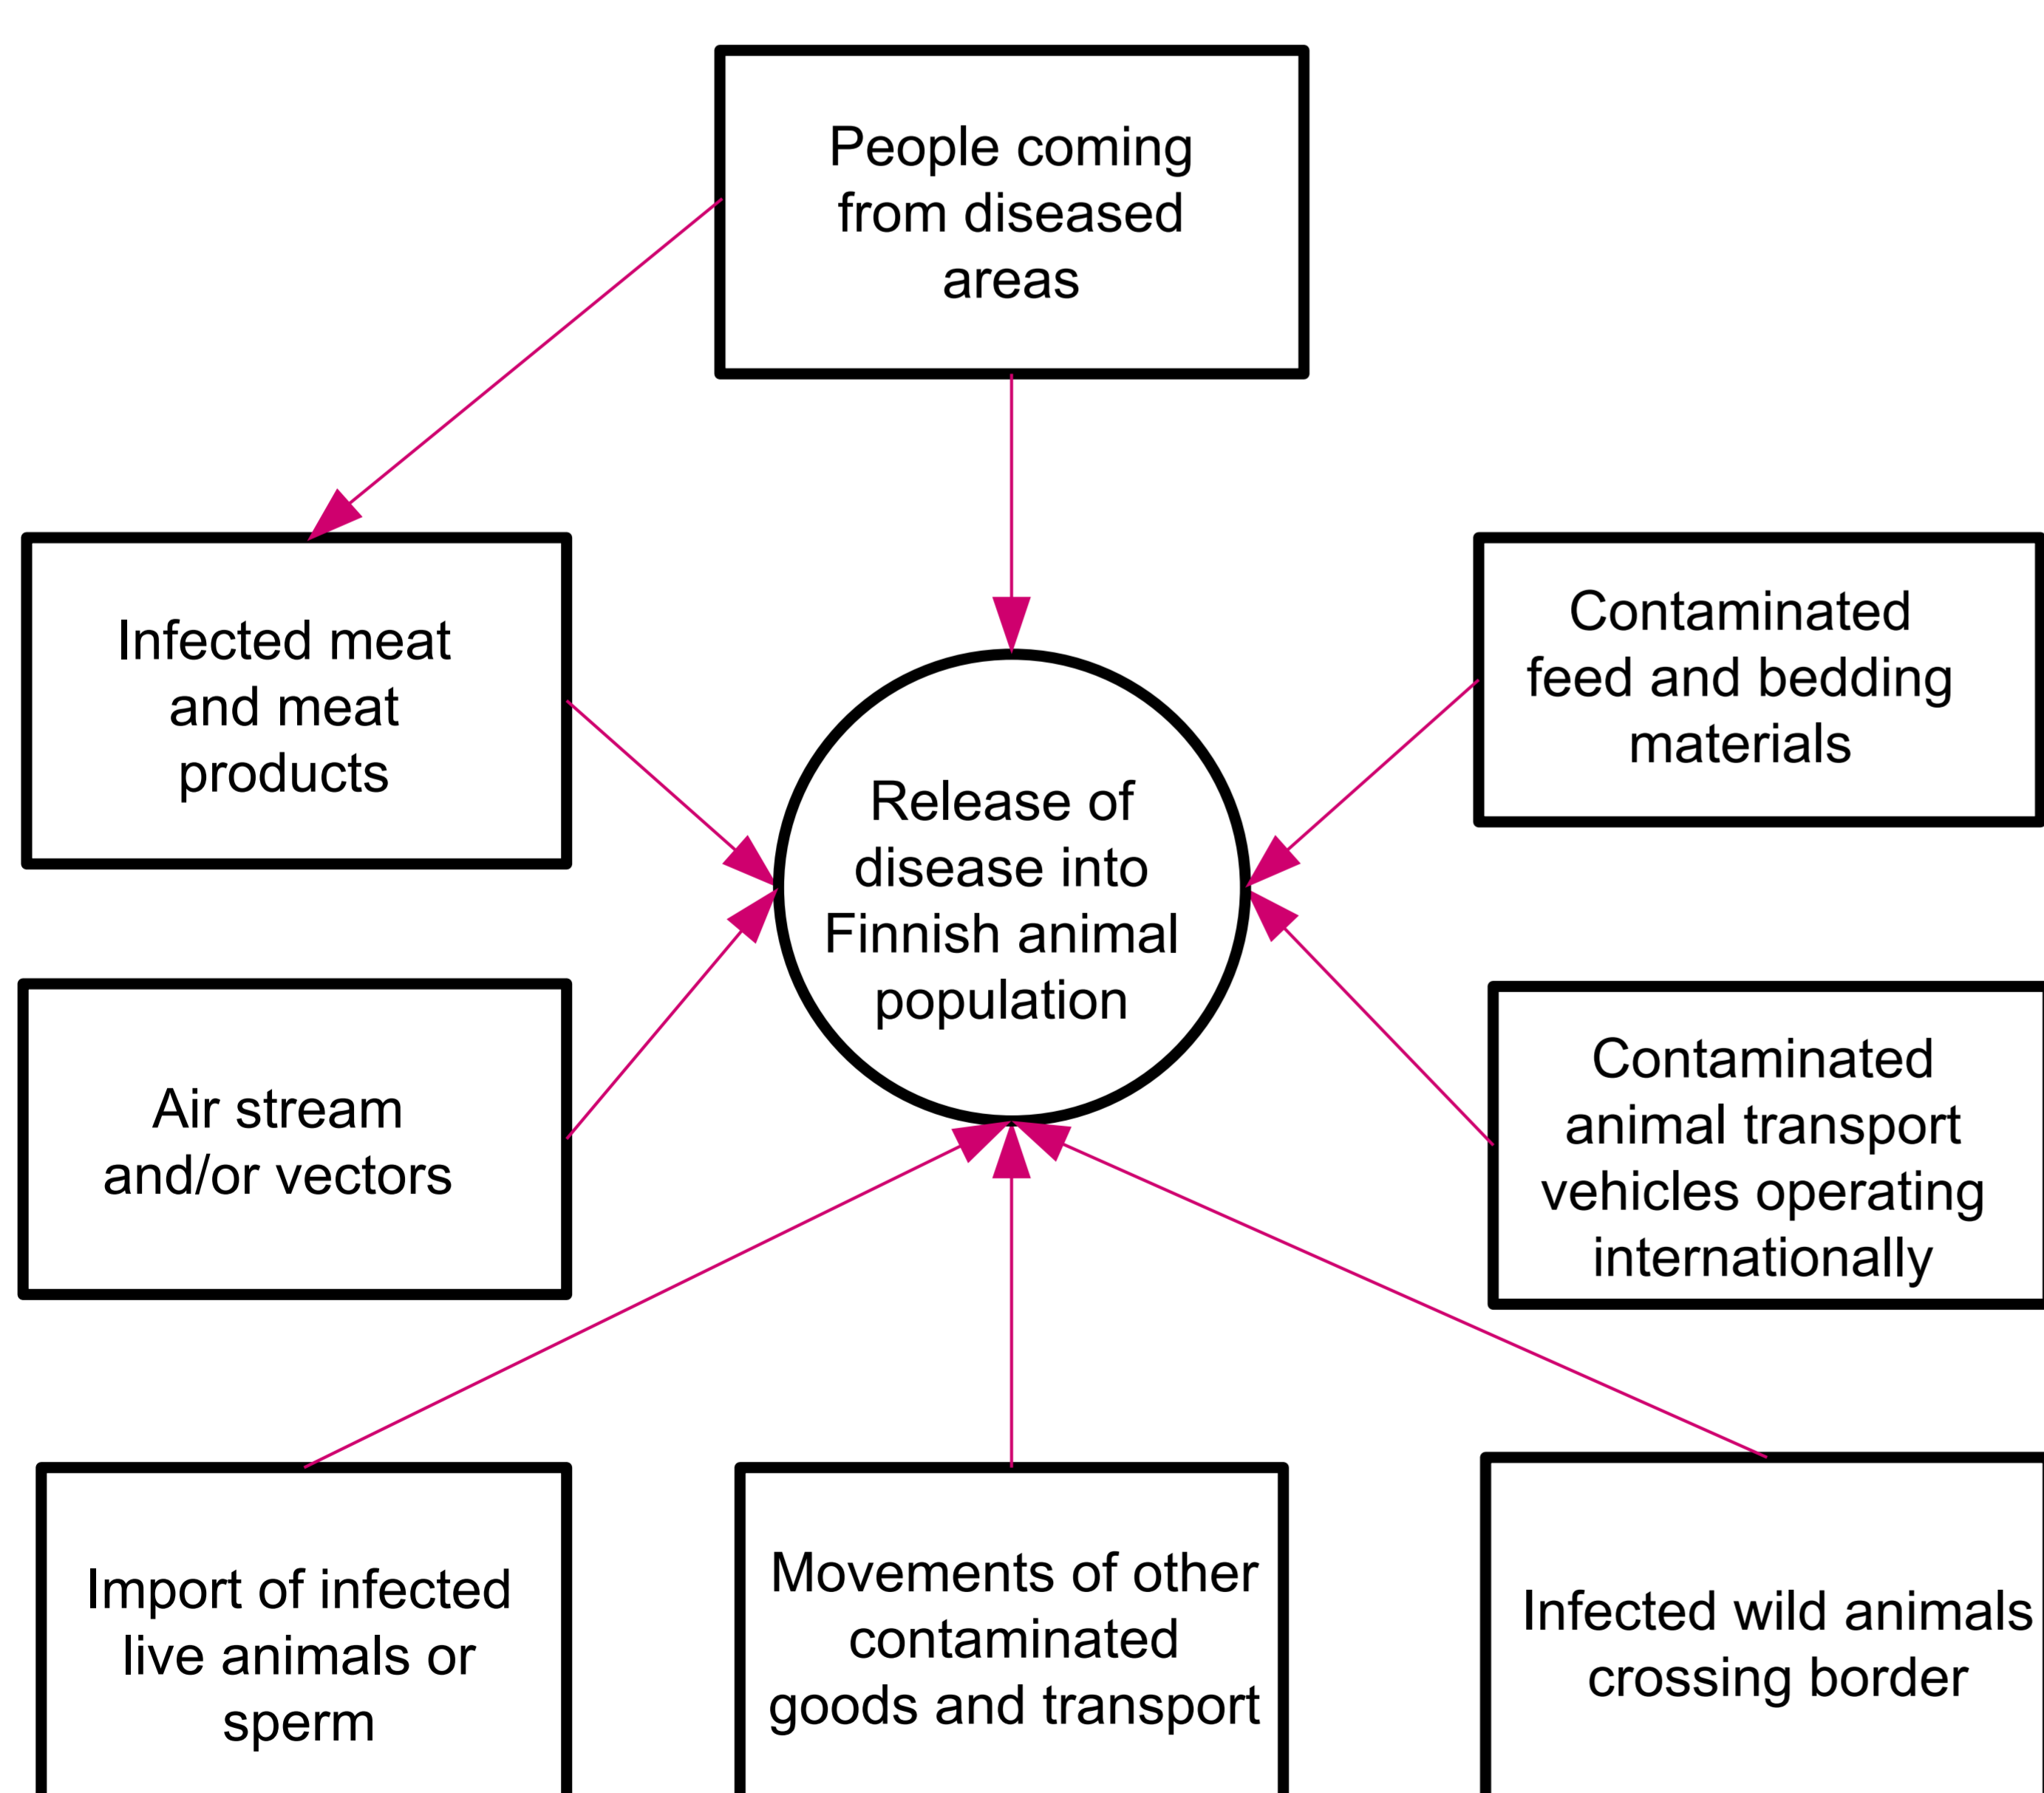 People coming
from diseased
areas
Infected meat
and meat
products
Contaminated
feed and bedding
materials
Release of
disease into
Finnish animal
population
Air stream
and/or vectors
Contaminated
animal transport
vehicles operating
internationally
Import of infected
live animals or
sperm
Movements of other
contaminated
goods and transport
Infected wild animals
crossing border